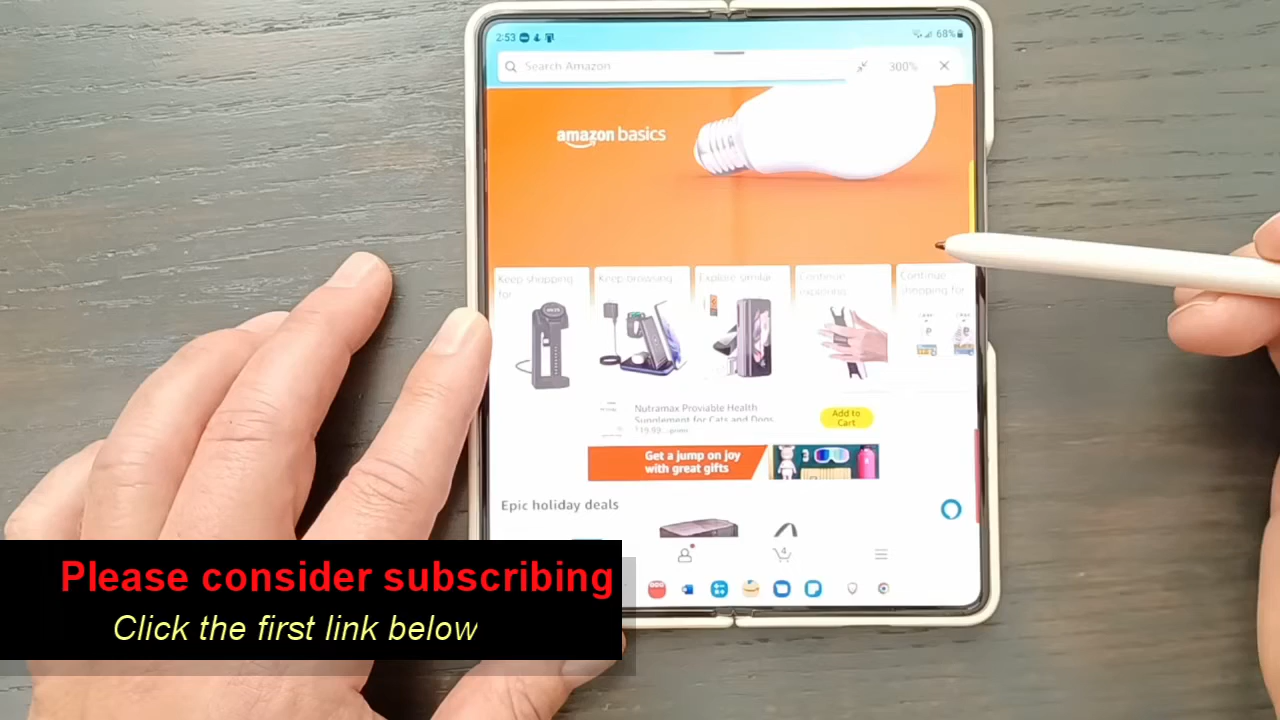 2:53
68%
Search Amazon
300%
amazon basics
Keep shopping
for
Keep browsing
Explore similar
Continue
exploring
Continue
shopping for
Nutramax Proviable Health
Supplement for Cats and Dogs
Add to
Cart
Get a jump on joy
with great gifts
Epic holiday deals
4
Please consider subscribing
Click the first link below